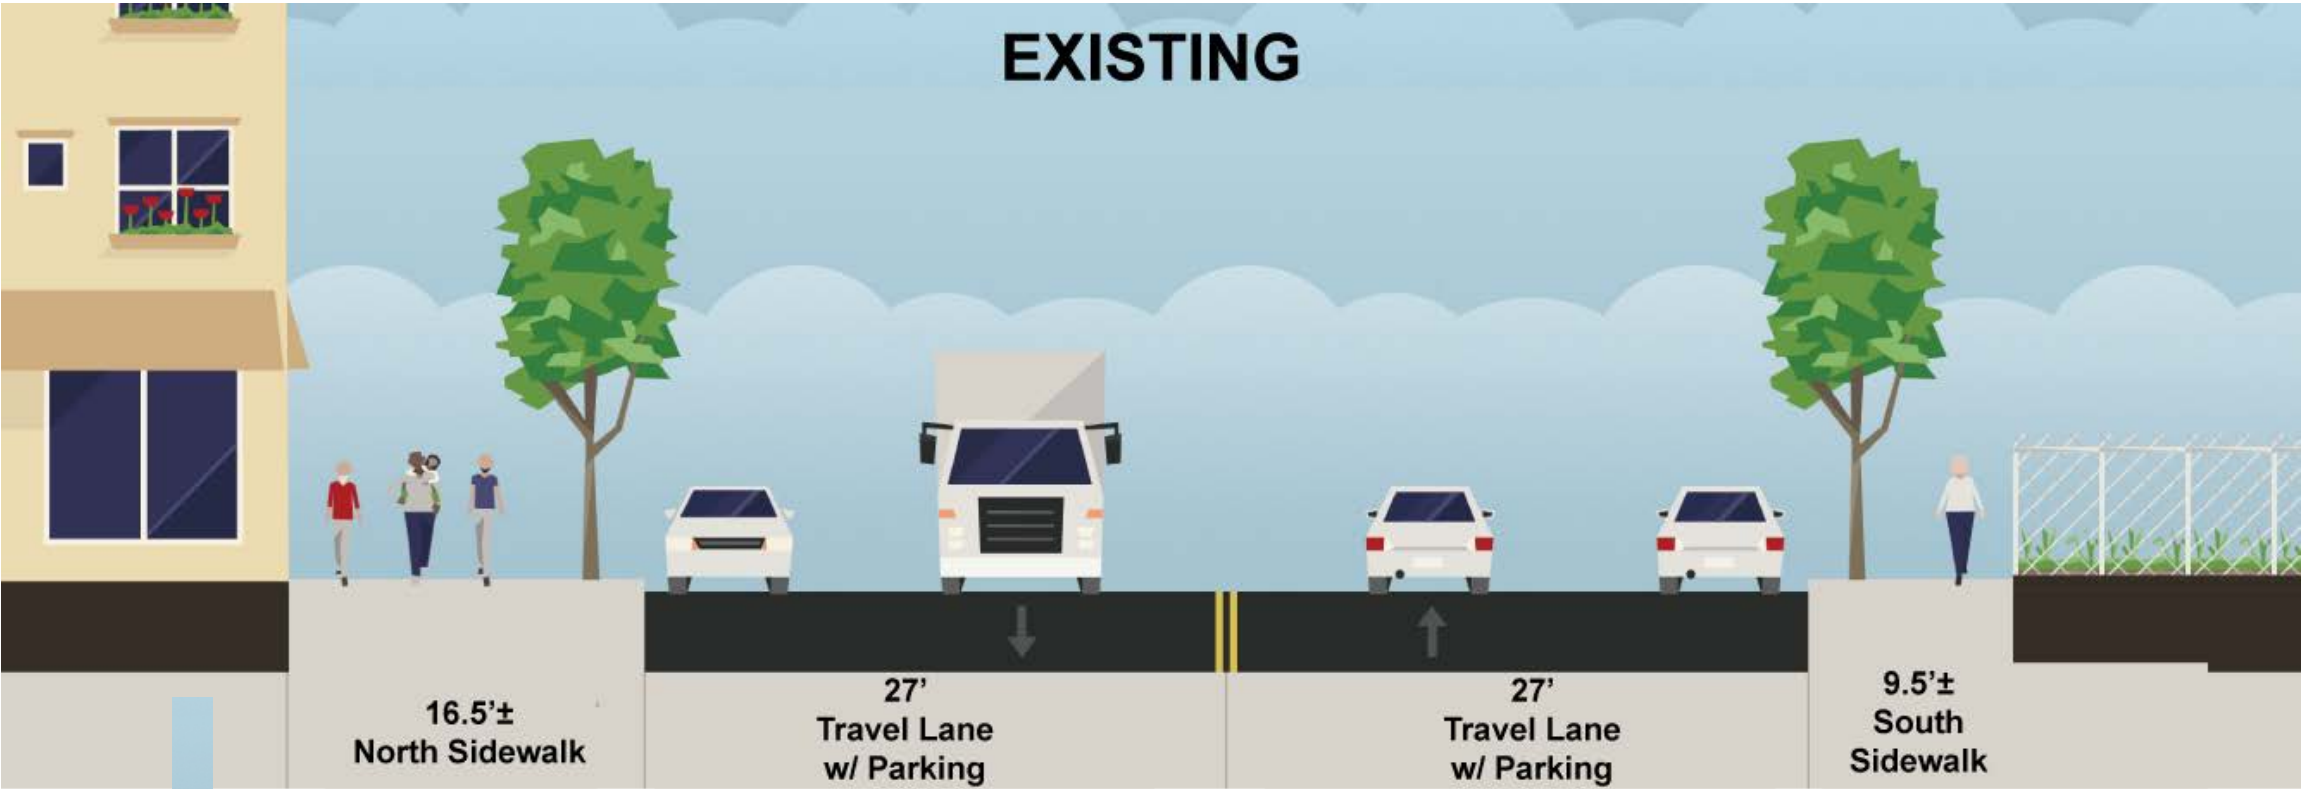 EXISTING
16.5’±
North Sidewalk
27’
Travel Lane
w/ Parking
27’
Travel Lane
w/ Parking
9.5’±
South
Sidewalk